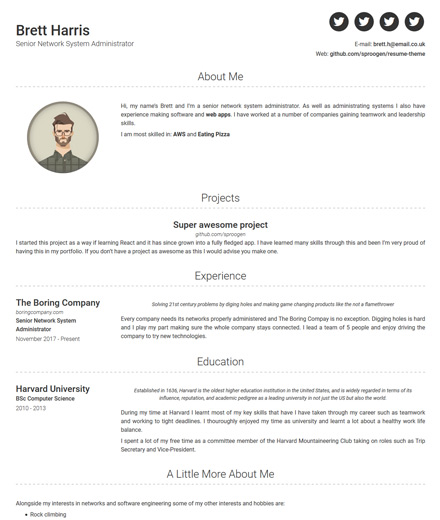 Brett Harris
Senior Network System Administrator
E-mail: brett.h@email.co.uk
Web: github.com/sproogen/resume-theme
About Me
Hi, my name's Brett and I'm a senior network system administrator. As well as administrating systems I also have
experience making software and web apps. I have worked at a number of companies gaining teamwork and leadership
skills.
I am most skilled in: AWS and Eating Pizza
Projects
Super awesome project
github.com/sproogen
I started this project as a way if learning React and it has since grown into a fully fledged app. I have learned many skills through this and been I'm very proud of
having this in my portfolio. If you don't have a project as awesome as this I would advise you make one.
Experience
The Boring Company
boringcompany.com
Senior Network System
Administrator
November 2017 - Present
Solving 21st century problems by diging holes and making game changing products like the not a flamethrower
Every company needs its networks properly administered and The Boring Compay is no exception. Digging holes is hard
and I play my part making sure the whole company stays connected. I lead a team of 5 people and enjoy driving the
company to try new technologies.
Education
Harvard University
BSc Computer Science
2010 - 2013
Established in 1636, Harvard is the oldest higher education institution in the United States, and is widely regarded in terms of its
influence, reputation, and academic pedigree as a leading university in not just the US but also the world.
During my time at Harvard I learnt most of my key skills that have I have taken through my career such as teamwork
and working to tight deadlines. I thouroughly enjoyed my time as university and learnt a lot about a healthy work life
balance.
I spent a lot of my free time as a committee member of the Harvard Mountaineering Club taking on roles such as Trip
Secretary and Vice-President.
A Little More About Me
Alongside my interests in networks and software engineering some of my other interests and hobbies are:
• Rock climbing